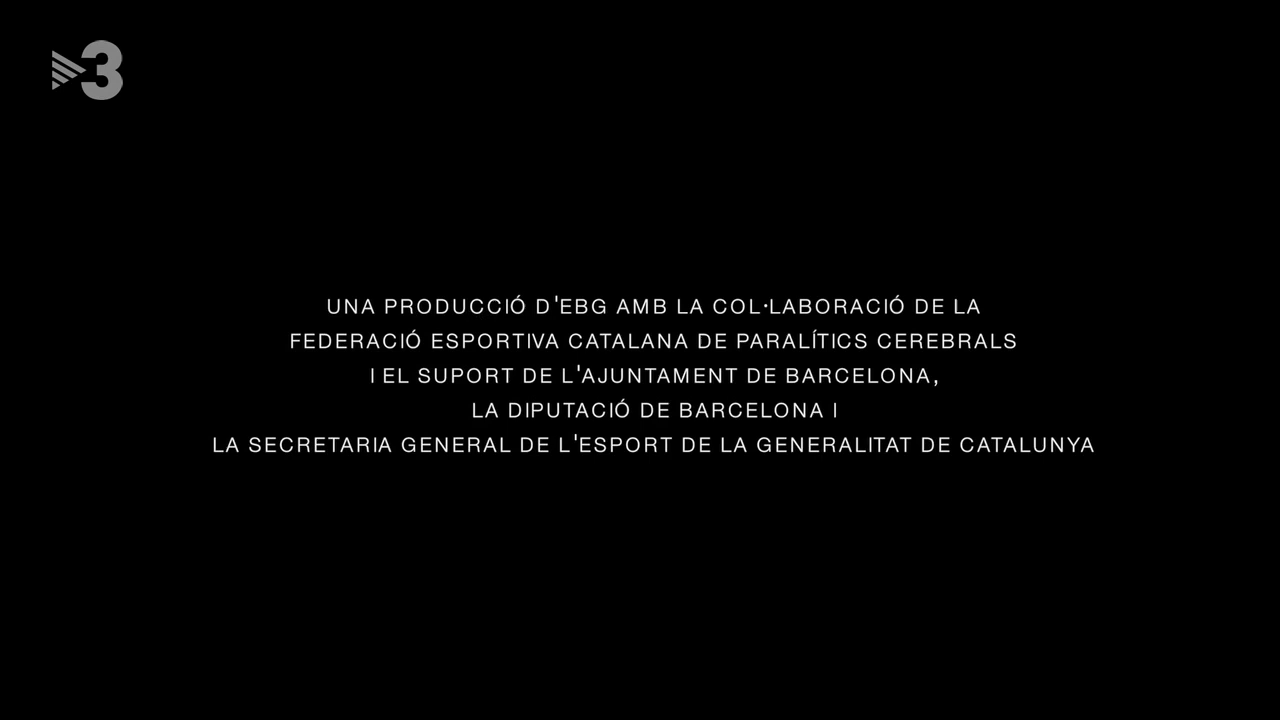 3
UNA PRODUCCIÓ D'EBG AMB LA COL·LABORACIÓ DE LA
FEDERACIÓ ESPORTIVA CATALANA DE PARALÍTICS CEREBRALS
I EL SUPORT DE L'AJUNTAMENT DE BARCELONA,
LA DIPUTACIÓ DE BARCELONA I
LA SECRETARIA GENERAL DE L'ESPORT DE LA GENERALITAT DE CATALUNYA